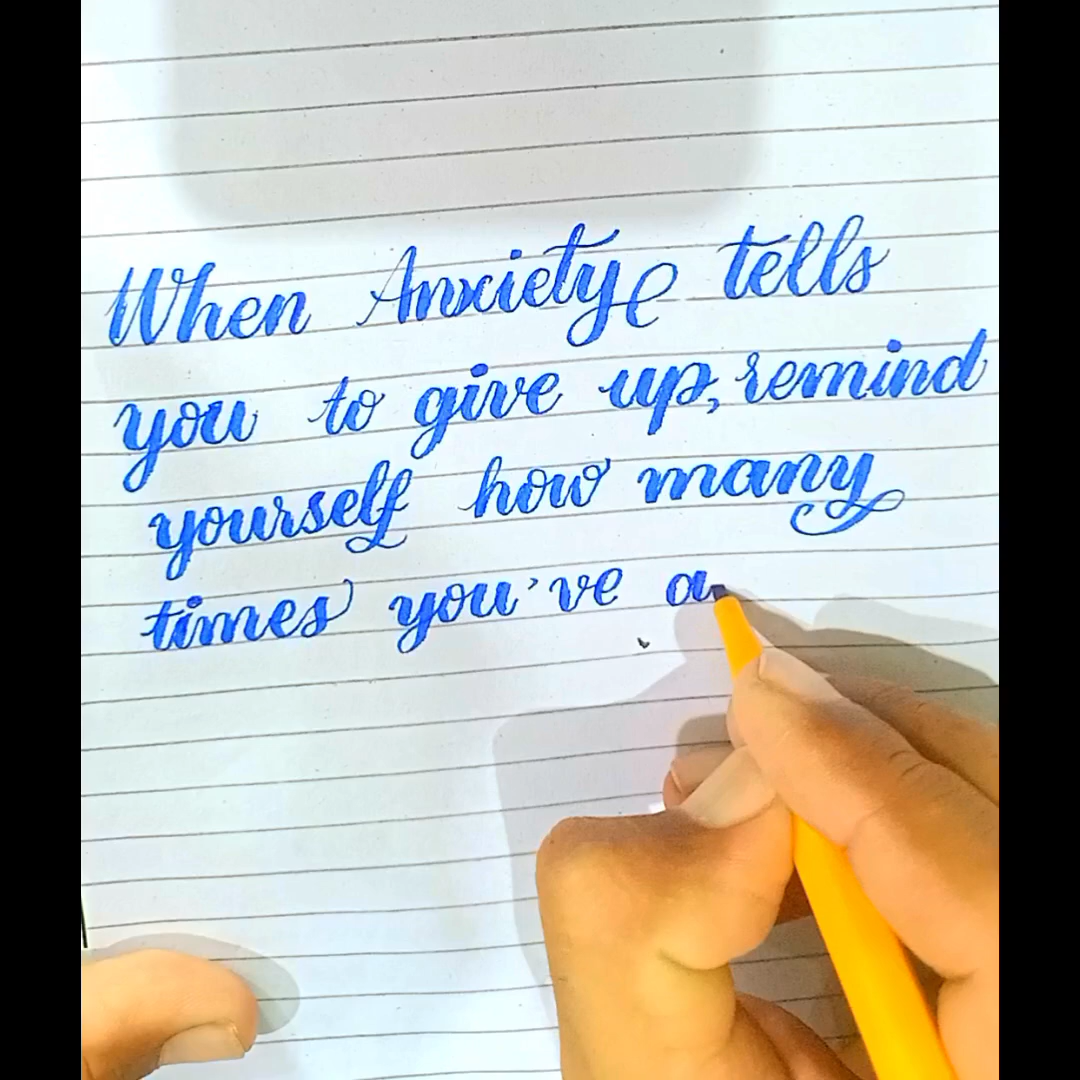 When Anxiety tells
you to give up, remind
yourself how many
times you've